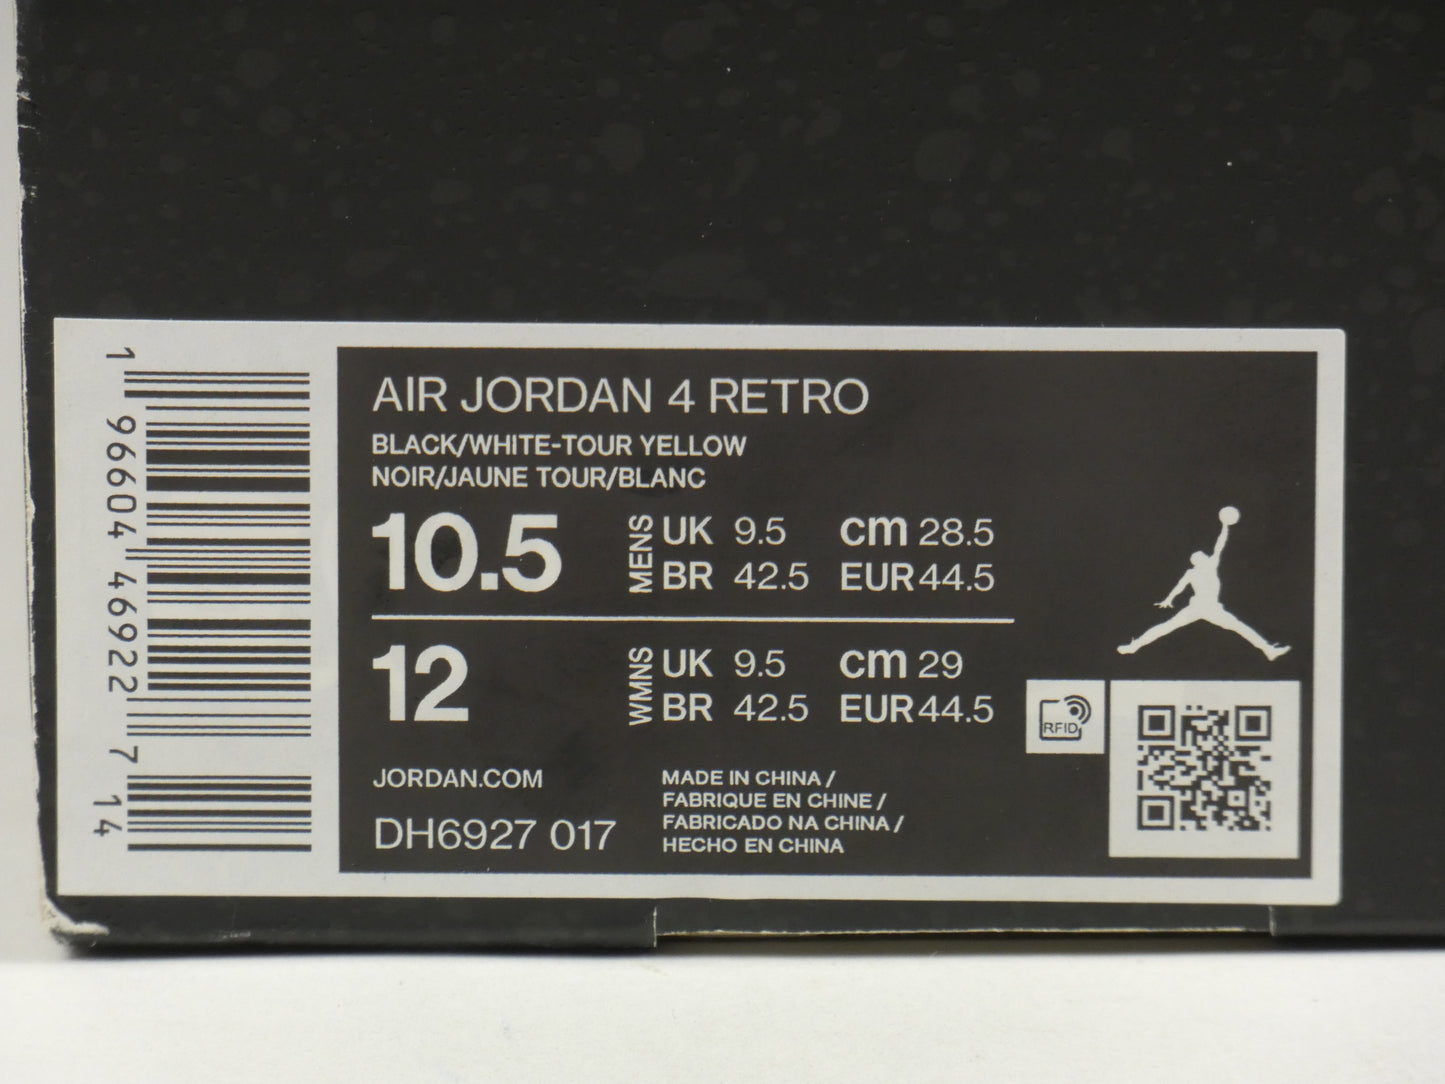 1 96604 46922 7 14
AIR JORDAN 4 RETRO
BLACK/WHITE-TOUR YELLOW
NOIR/JAUNE TOUR/BLANC
10.5 MENS UK 9.5 cm 28.5
BR 42.5 EUR 44.5
12 WMNS UK 9.5 cm 29
BR 42.5 EUR 44.5
RFID
JORDAN.COM
DH6927 017
MADE IN CHINA /
FABRIQUE EN CHINE /
FABRICADO NA CHINA /
HECHO EN CHINA